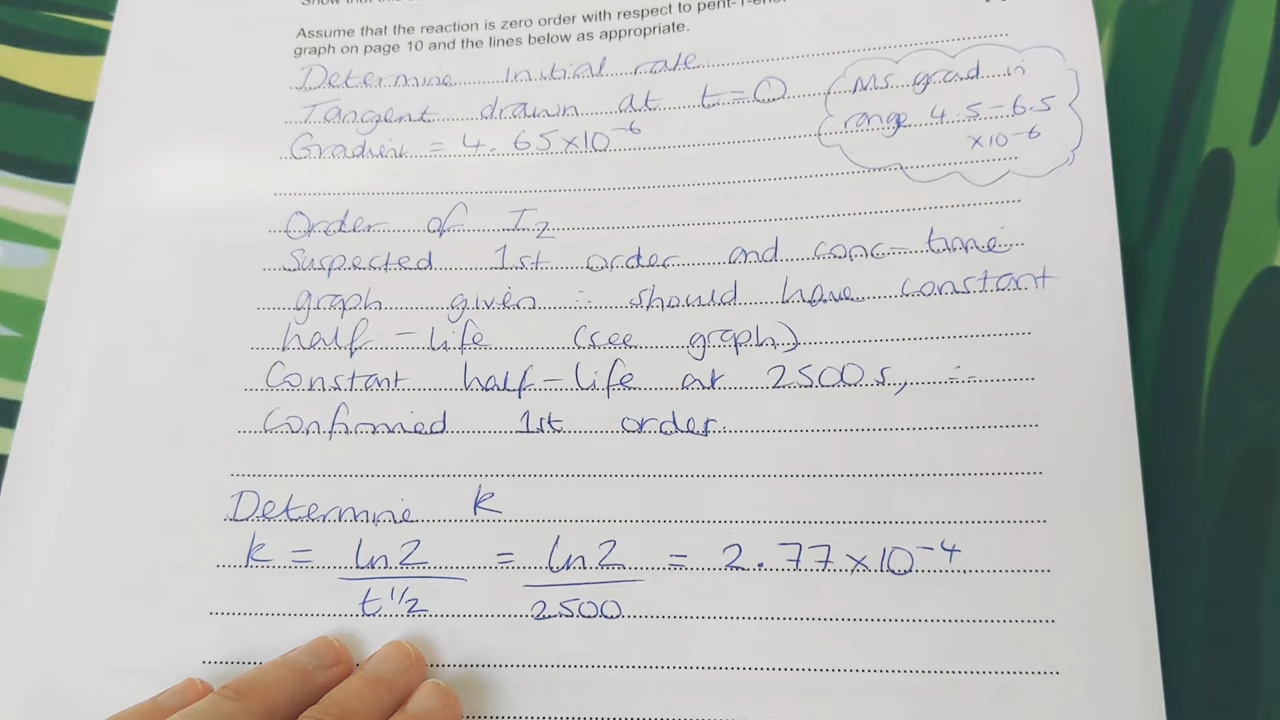 Assume that the reaction is zero order with respect to pent-1-ene.
graph on page 10 and the lines below as appropriate.
Determine initial rate
Tangent drawn at t=0
Gradient = 4.65×10⁻⁶
Ms grad in
range 4.5–6.5
×10⁻⁶
Order of I₂
Suspected 1st order and conc–time
graph given ∴ should have constant
half–life (see graph)
Constant half–life at 2500s, ∴
Confirmed 1st order
Determine k
k = ln2/t½ = ln2/2500 = 2.77×10⁻⁴